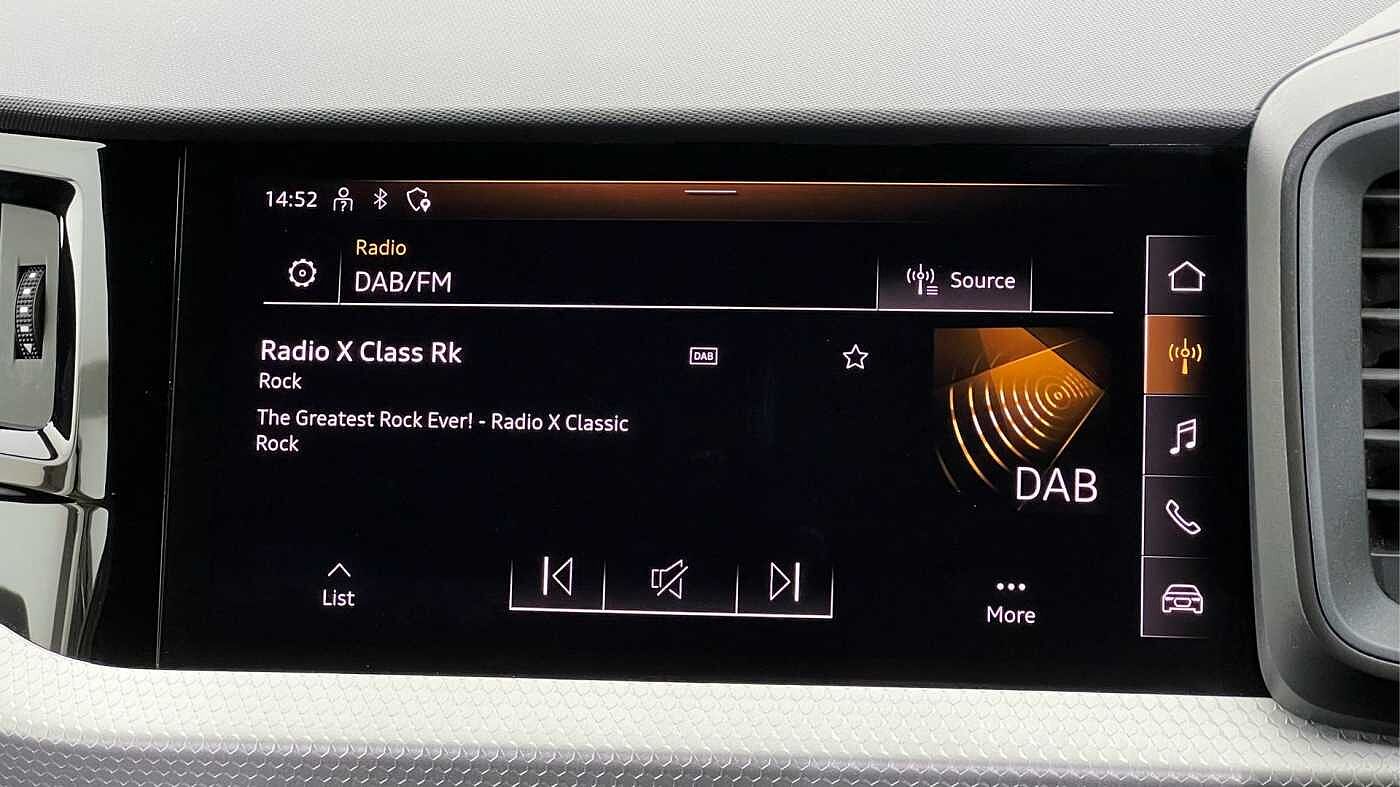 14:52
Radio
DAB/FM
Source
Radio X Class Rk
DAB
Rock
The Greatest Rock Ever! - Radio X Classic
Rock
DAB
List
More